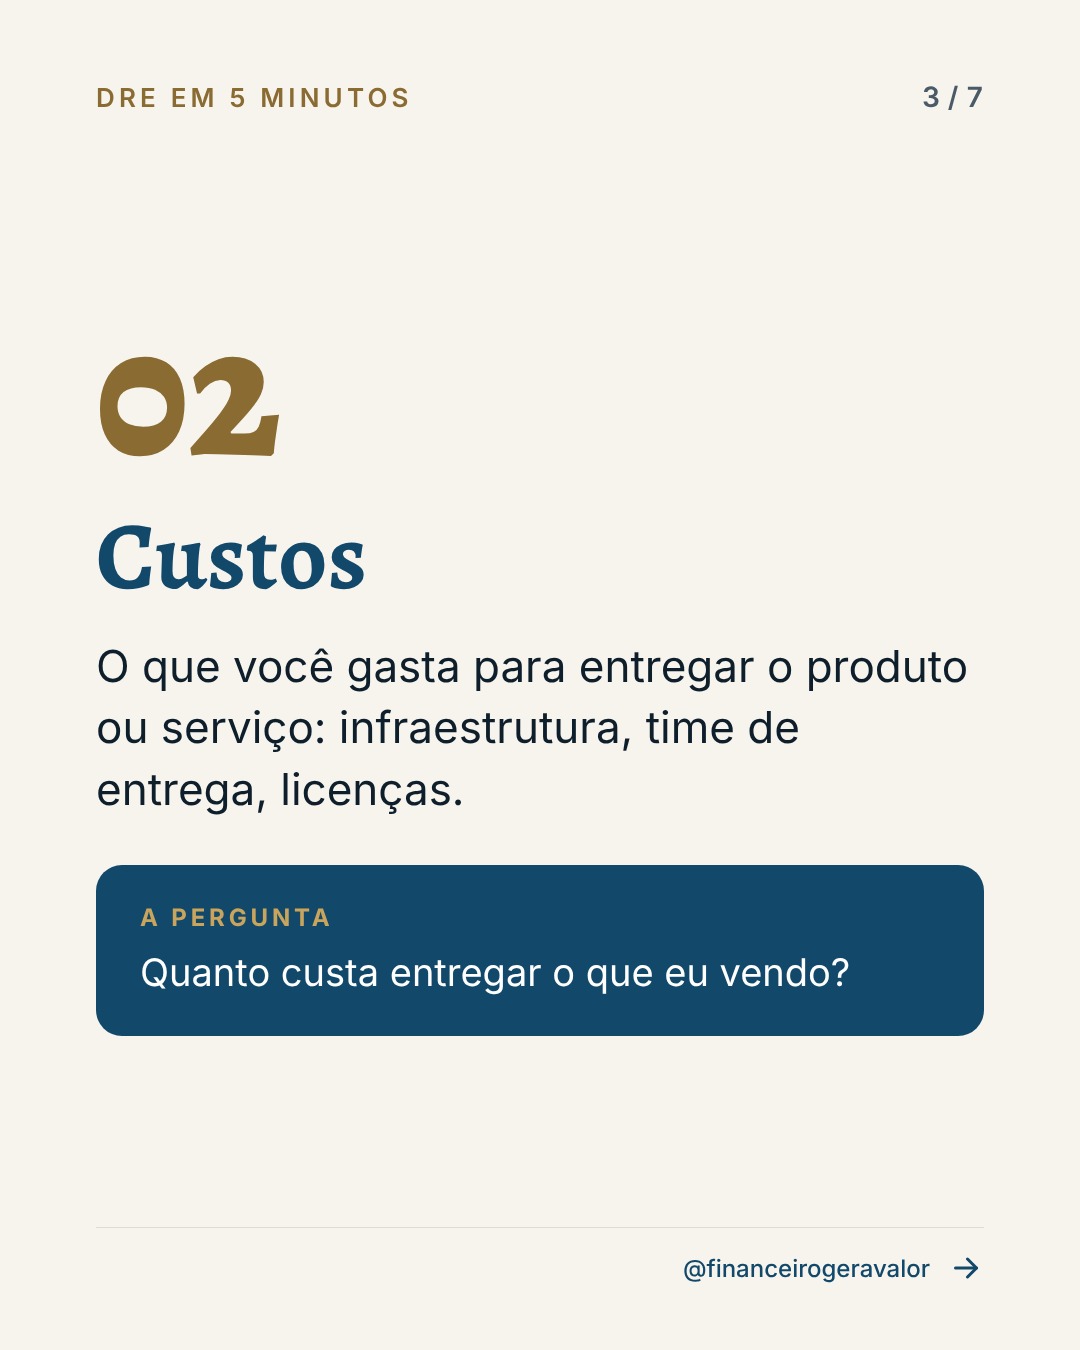 DRE EM 5 MINUTOS
3 / 7
02
Custos
O que você gasta para entregar o produto
ou serviço: infraestrutura, time de
entrega, licenças.
A PERGUNTA
Quanto custa entregar o que eu vendo?
@financeirogeravalor →